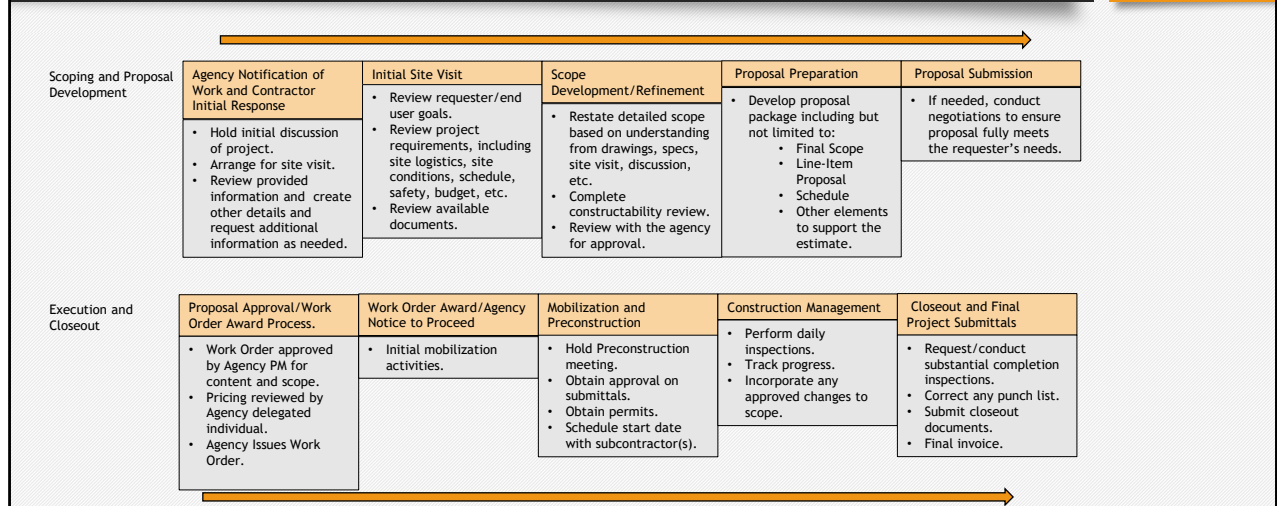 Scoping and Proposal
Development
Agency Notification of
Work and Contractor
Initial Response
• Hold initial discussion
of project.
• Arrange for site visit.
• Review provided
information and create
other details and
request additional
information as needed.
Initial Site Visit
• Review requester/end
user goals.
• Review project
requirements, including
site logistics, site
conditions, schedule,
safety, budget, etc.
• Review available
documents.
Scope
Development/Refinement
• Restate detailed scope
based on understanding
from drawings, specs,
site visit, discussion,
etc.
• Complete
constructability review.
• Review with the agency
for approval.
Proposal Preparation
• Develop proposal
package including but
not limited to:
• Final Scope
• Line-Item
Proposal
• Schedule
• Other elements
to support the
estimate.
Proposal Submission
• If needed, conduct
negotiations to ensure
proposal fully meets
the requester's needs.
Execution and
Closeout
Proposal Approval/Work
Order Award Process.
• Work Order approved
by Agency PM for
content and scope.
• Pricing reviewed by
Agency delegated
individual.
• Agency Issues Work
Order.
Work Order Award/Agency
Notice to Proceed
• Initial mobilization
activities.
Mobilization and
Preconstruction
• Hold Preconstruction
meeting.
• Obtain approval on
submittals.
• Obtain permits.
• Schedule start date
with subcontractor(s).
Construction Management
• Perform daily
inspections.
• Track progress.
• Incorporate any
approved changes to
scope.
Closeout and Final
Project Submittals
• Request/conduct
substantial completion
inspections.
• Correct any punch list.
• Submit closeout
documents.
• Final invoice.